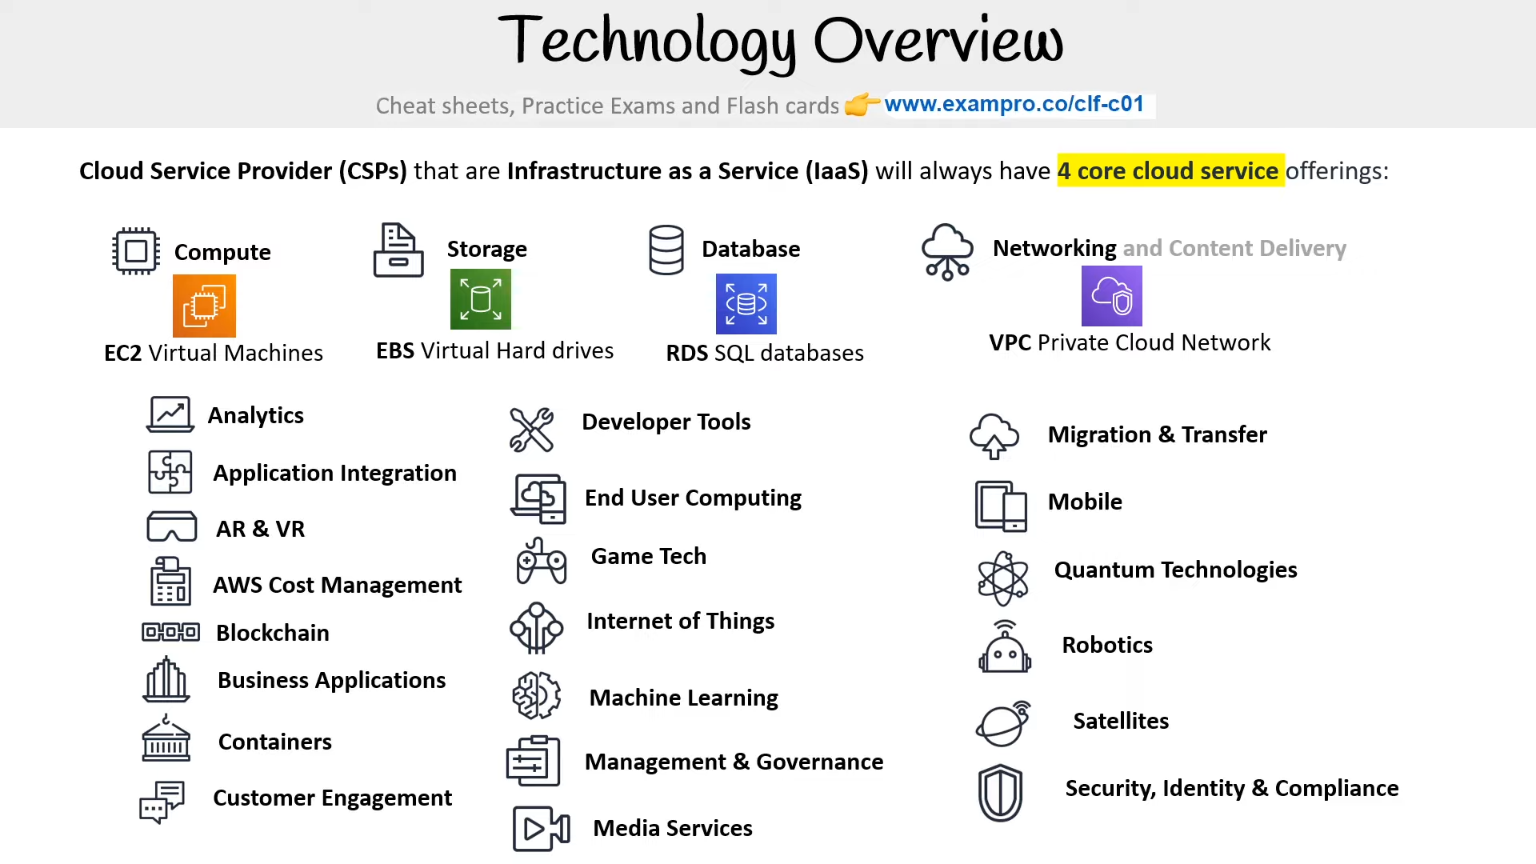 Technology Overview
Cheat sheets, Practice Exams and Flash cards 👉 www.exampro.co/clf-c01
Cloud Service Provider (CSPs) that are Infrastructure as a Service (IaaS) will always have 4 core cloud service offerings:
Compute
EC2 Virtual Machines
Storage
EBS Virtual Hard drives
Database
RDS SQL databases
Networking and Content Delivery
VPC Private Cloud Network
Analytics
Application Integration
AR & VR
AWS Cost Management
Blockchain
Business Applications
Containers
Customer Engagement
Developer Tools
End User Computing
Game Tech
Internet of Things
Machine Learning
Management & Governance
Media Services
Migration & Transfer
Mobile
Quantum Technologies
Robotics
Satellites
Security, Identity & Compliance